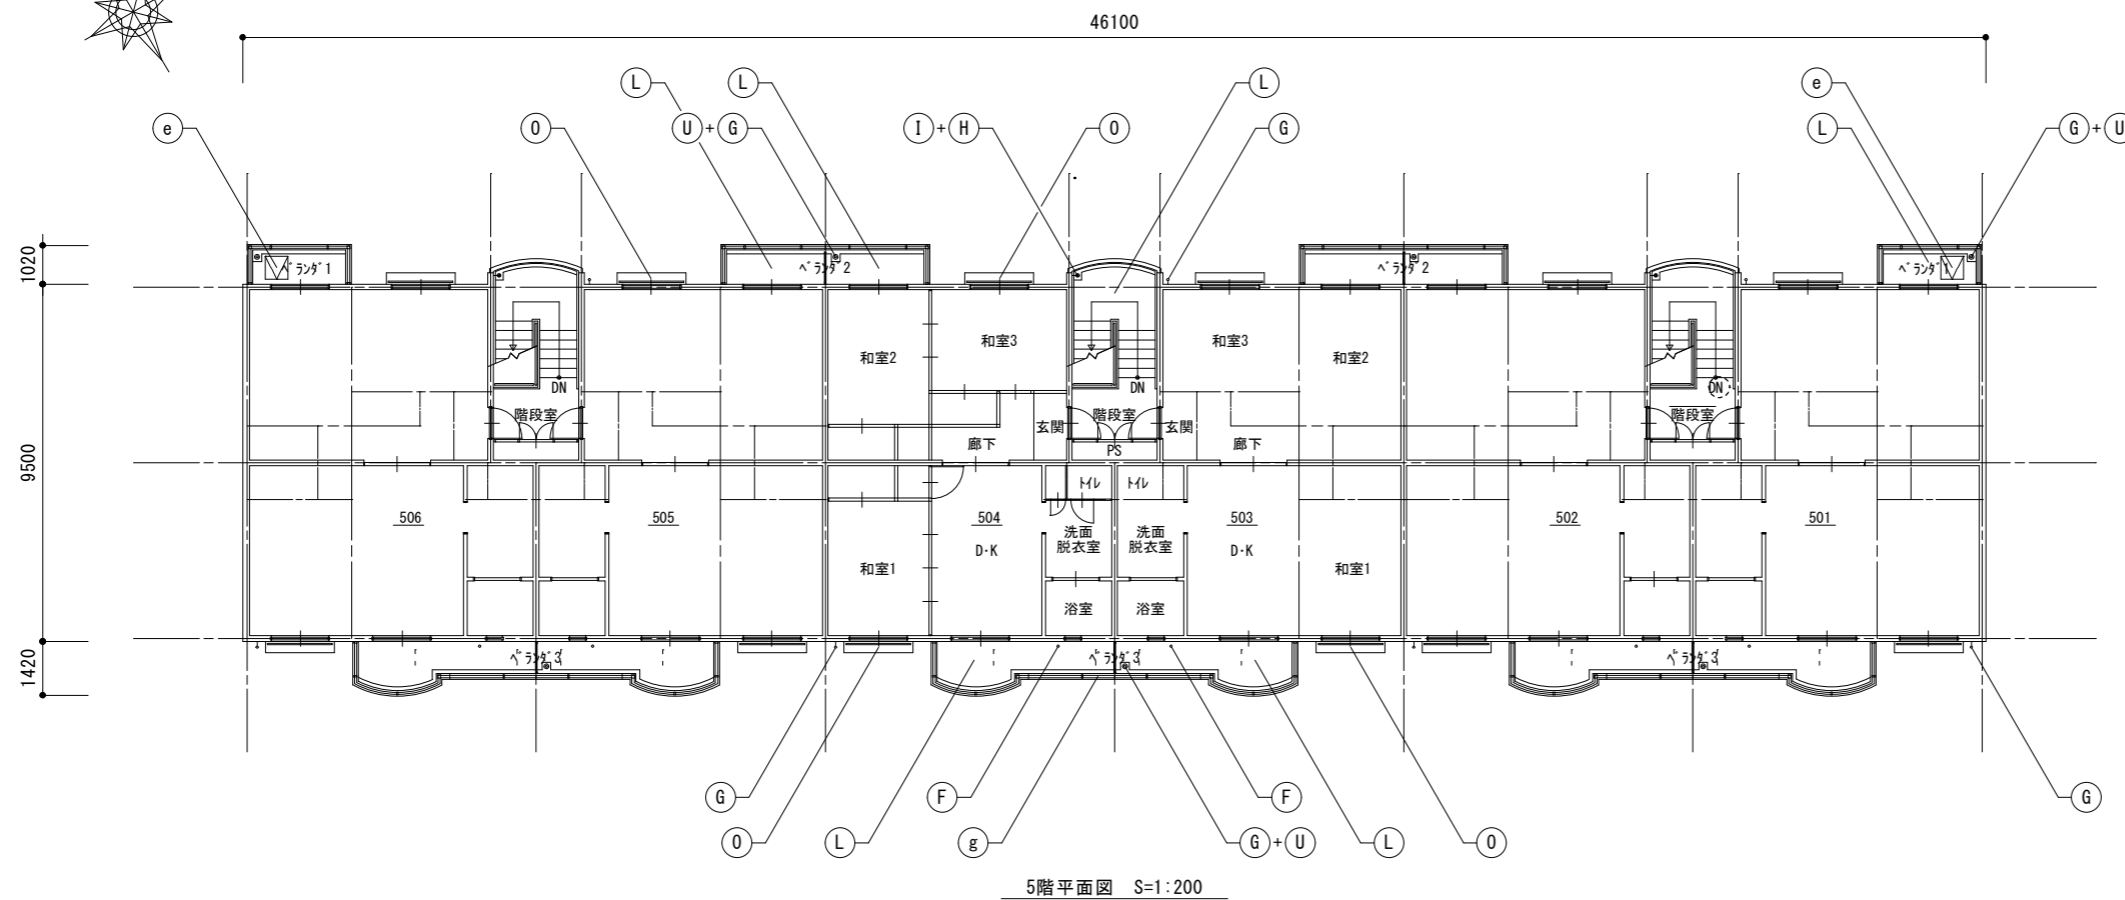 46100
L
L
L
e
e
O
U+G
I+H
O
G
L
G+U
1020
ﾍﾞﾗﾝﾀﾞ1
ﾍﾞﾗﾝﾀﾞ2
ﾍﾞﾗﾝﾀﾞ2
ﾍﾞﾗﾝﾀﾞ1
和室2
和室3
和室3
和室2
DN
DN
DN
階段室
玄関
階段室
玄関
階段室
廊下
PS
廊下
9500
ﾄｲﾚ
ﾄｲﾚ
506
505
504
503
502
501
洗面
脱衣室
洗面
脱衣室
D･K
D･K
和室1
和室1
浴室
浴室
1420
ﾍﾞﾗﾝﾀﾞ3
ﾍﾞﾗﾝﾀﾞ3
ﾍﾞﾗﾝﾀﾞ3
G
F
F
G
O
L
g
G+U
L
O
5階平面図 S=1:200